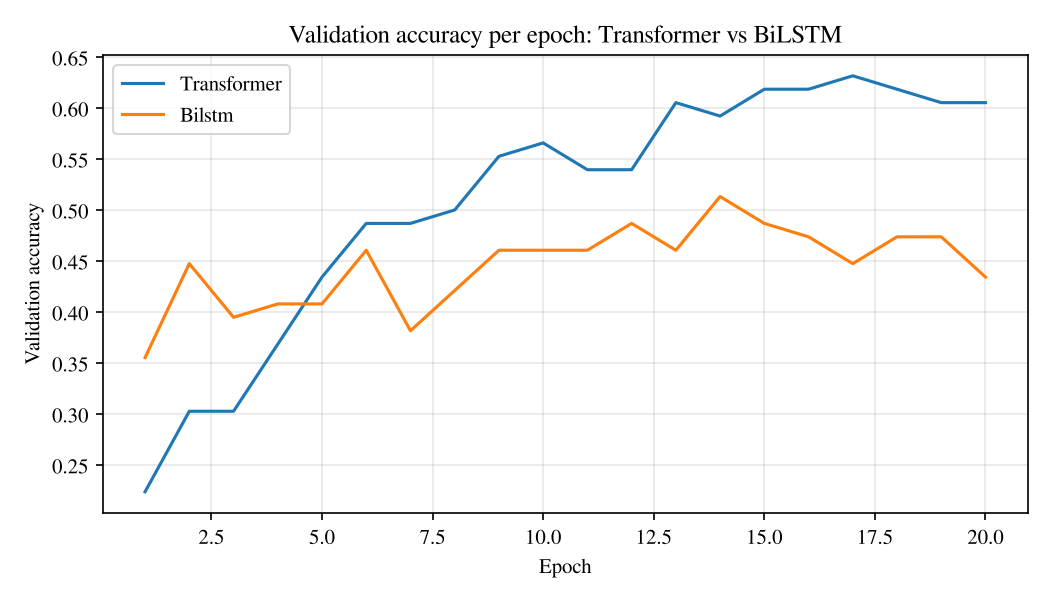 Validation accuracy per epoch: Transformer vs BiLSTM
Transformer
Bilstm
Validation accuracy
0.65
0.60
0.55
0.50
0.45
0.40
0.35
0.30
0.25
2.5 5.0 7.5 10.0 12.5 15.0 17.5 20.0
Epoch